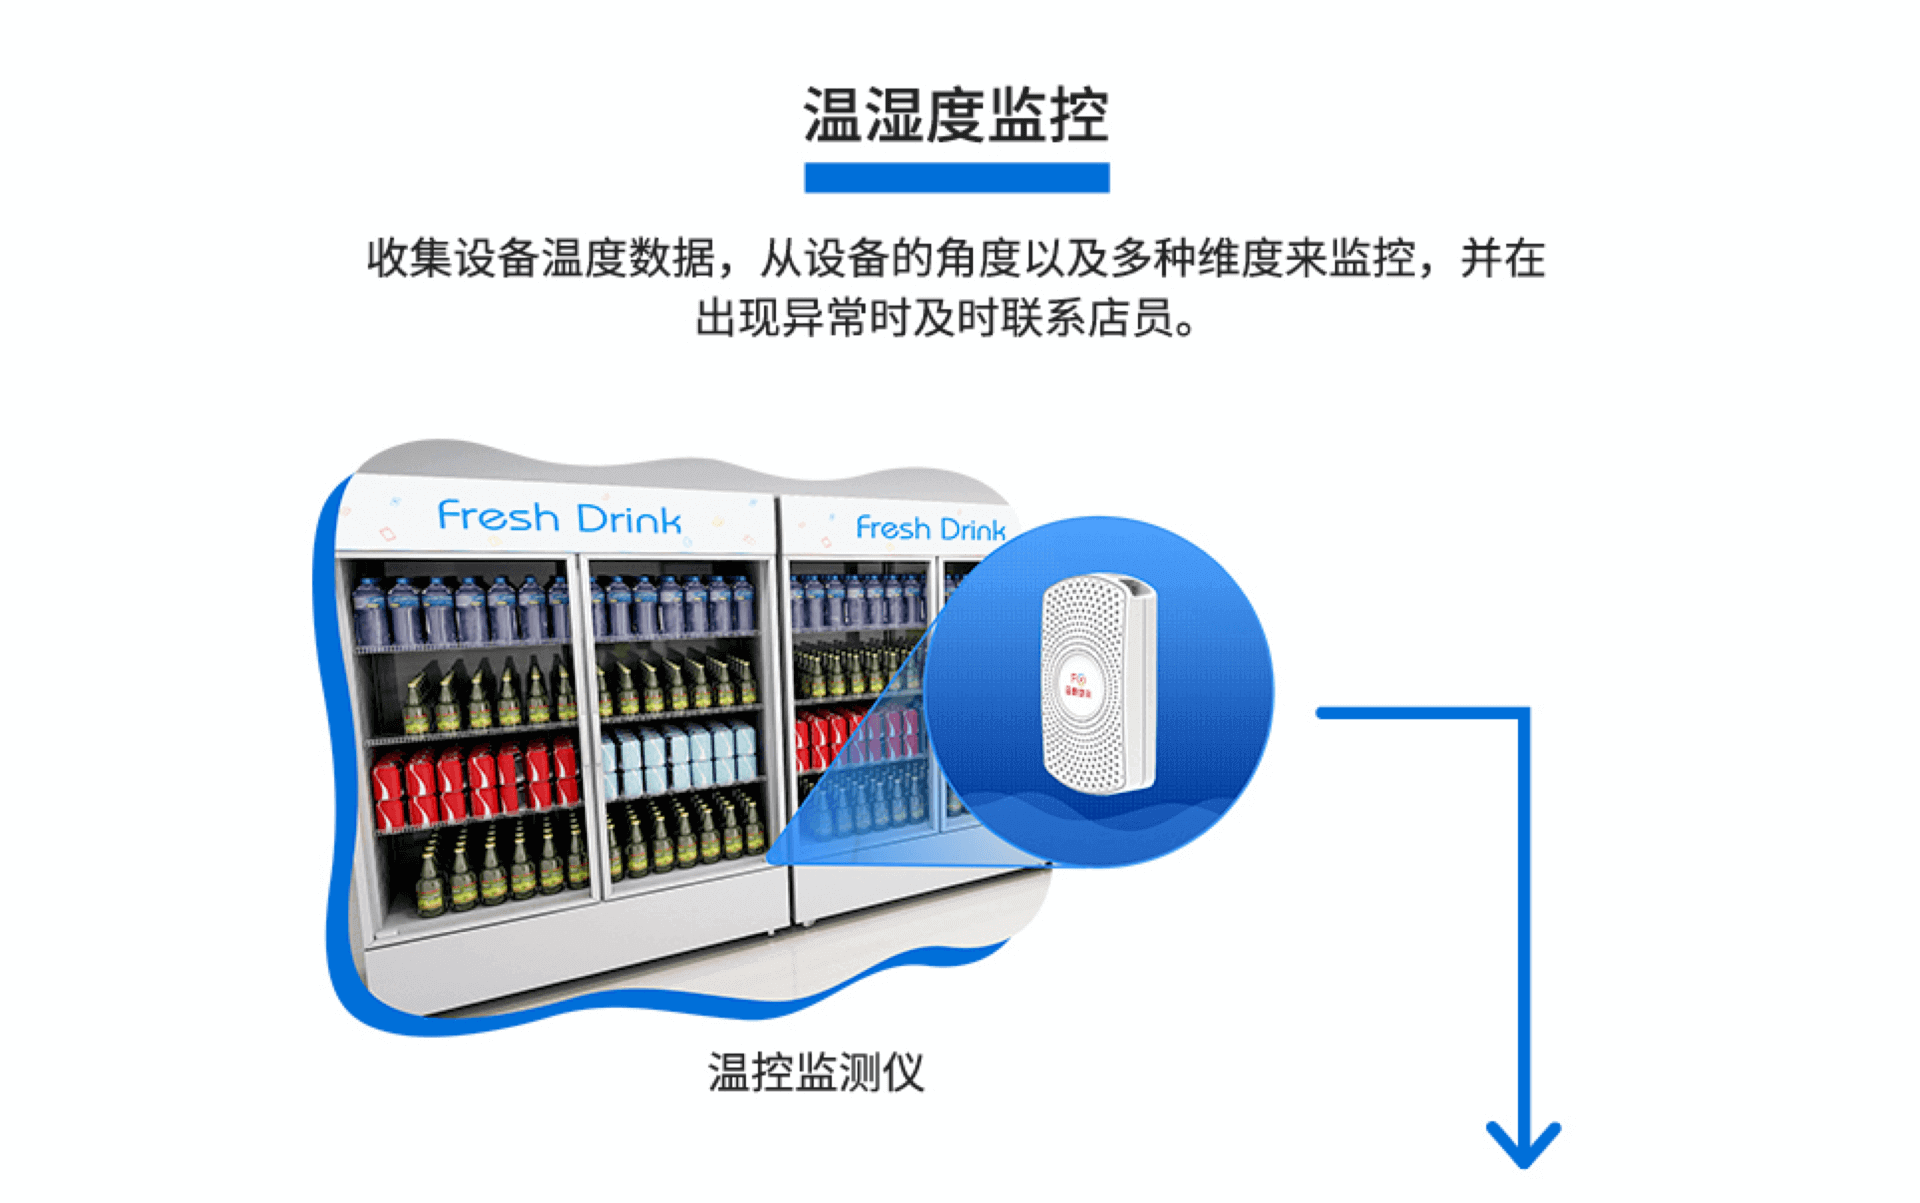 温湿度监控
收集设备温度数据，从设备的角度以及多种维度来监控，并在
出现异常时及时联系店员。
Fresh Drink
Fresh Drink
温控监测仪